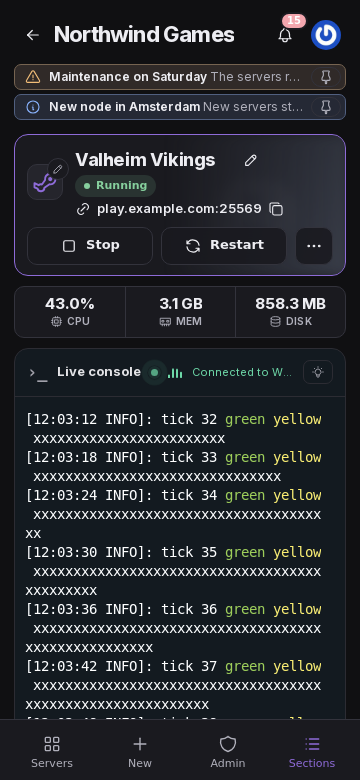 15
Northwind Games
Maintenance on Saturday The servers r...
New node in Amsterdam New servers st...
Valheim Vikings
Running
play.example.com:25569
Stop
Restart
43.0%
CPU
3.1 GB
MEM
858.3 MB
DISK
Live console
Connected to W...
[12:03:12 INFO]: tick 32 green yellow
xxxxxxxxxxxxxxxxxxxxxxxx
[12:03:18 INFO]: tick 33 green yellow
xxxxxxxxxxxxxxxxxxxxxxxxxxxxxxx
[12:03:24 INFO]: tick 34 green yellow
xxxxxxxxxxxxxxxxxxxxxxxxxxxxxxxxxxxx
xx
[12:03:30 INFO]: tick 35 green yellow
xxxxxxxxxxxxxxxxxxxxxxxxxxxxxxxxxxxx
xxxxxxxxx
[12:03:36 INFO]: tick 36 green yellow
xxxxxxxxxxxxxxxxxxxxxxxxxxxxxxxxxxxx
xxxxxxxxxxxxxxxx
[12:03:42 INFO]: tick 37 green yellow
xxxxxxxxxxxxxxxxxxxxxxxxxxxxxxxxxxxx
xxxxxxxxxxxxxxxxxxxxxxx
Servers
New
Admin
Sections